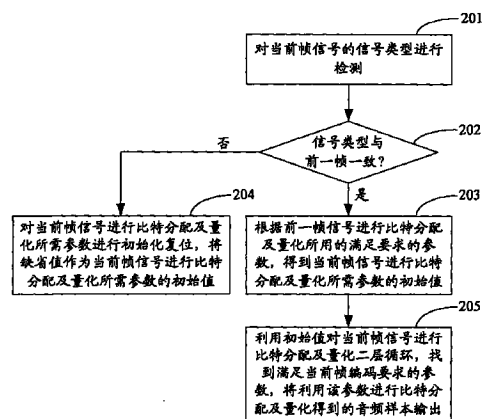 201
对当前帧信号的信号类型进行
检测
202
信号类型与
前一帧一致？
否
是
204
对当前帧信号进行比特分配及量
化所需参数进行初始化复位，将
缺省值作为当前帧信号进行比特
分配及量化所需参数的初始值
203
根据前一帧信号进行比特分配
及量化所用的满足要求的参
数，得到当前帧信号进行比特
分配及量化所需参数的初始值
205
利用初始值对当前帧信号进行
比特分配及量化二层循环，找
到满足当前帧编码要求的参
数，将利用该参数进行比特分
配及量化得到的音频样本输出